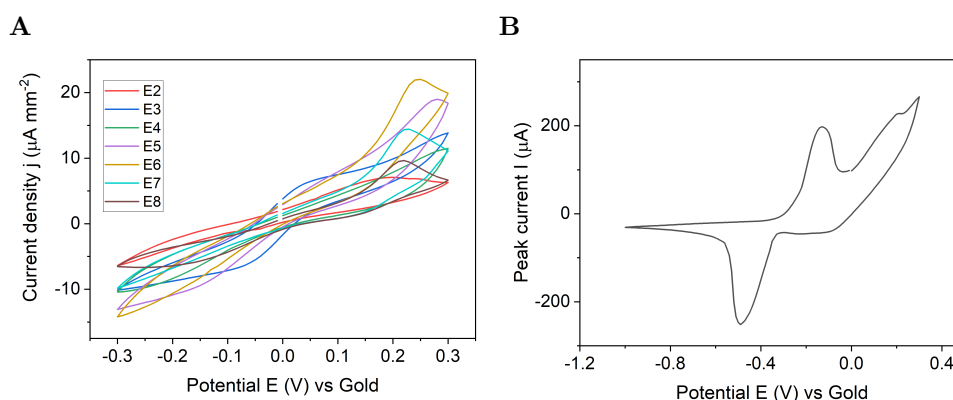 A
Current density j (µA mm⁻²)
20
10
0
-10
E2
E3
E4
E5
E6
E7
E8
-0.3 -0.2 -0.1 0.0 0.1 0.2 0.3
Potential E (V) vs Gold
B
Peak current I (µA)
200
0
-200
-1.2 -0.8 -0.4 0.0 0.4
Potential E (V) vs Gold